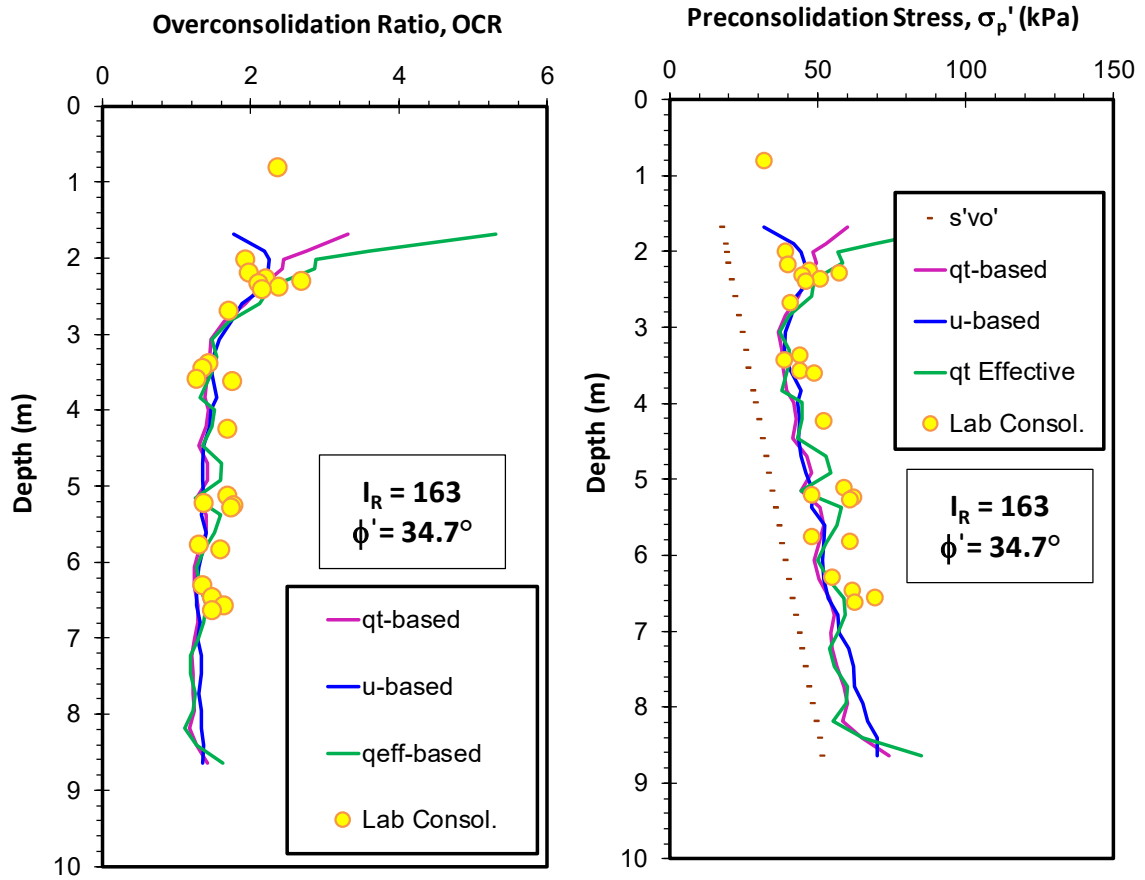 Overconsolidation Ratio, OCR
0 2 4 6
0
1
2
3
4
5
6
7
8
9
10
Depth (m)
I_R = 163
ϕ' = 34.7°
qt-based
u-based
qeff-based
Lab Consol.
Preconsolidation Stress, σp' (kPa)
0 50 100 150
0
1
2
3
4
5
6
7
8
9
10
Depth (m)
s'vo'
qt-based
u-based
qt Effective
Lab Consol.
I_R = 163
ϕ' = 34.7°